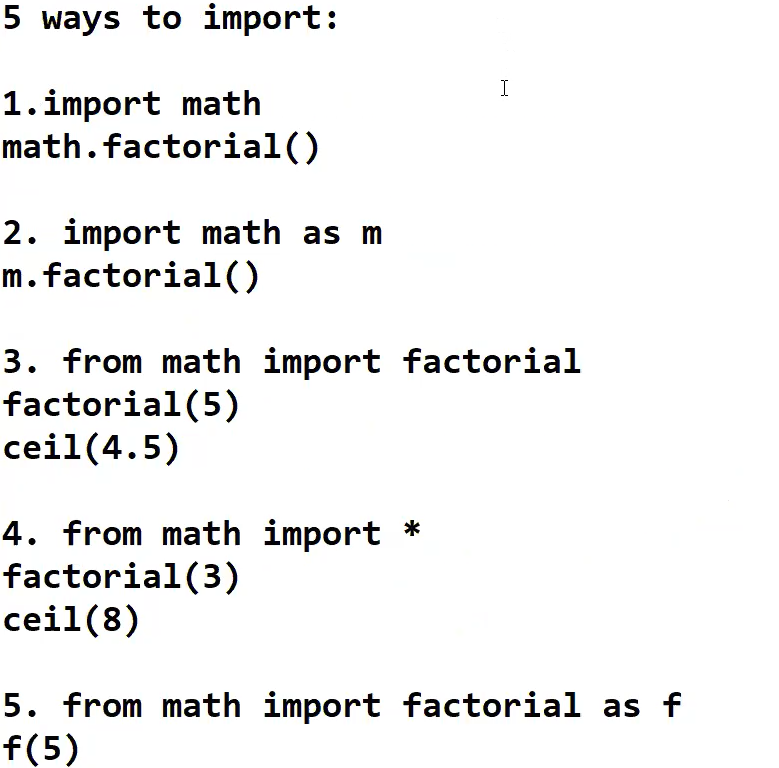 5 ways to import:
1.import math
math.factorial()
2. import math as m
m.factorial()
3. from math import factorial
factorial(5)
ceil(4.5)
4. from math import *
factorial(3)
ceil(8)
5. from math import factorial as f
f(5)